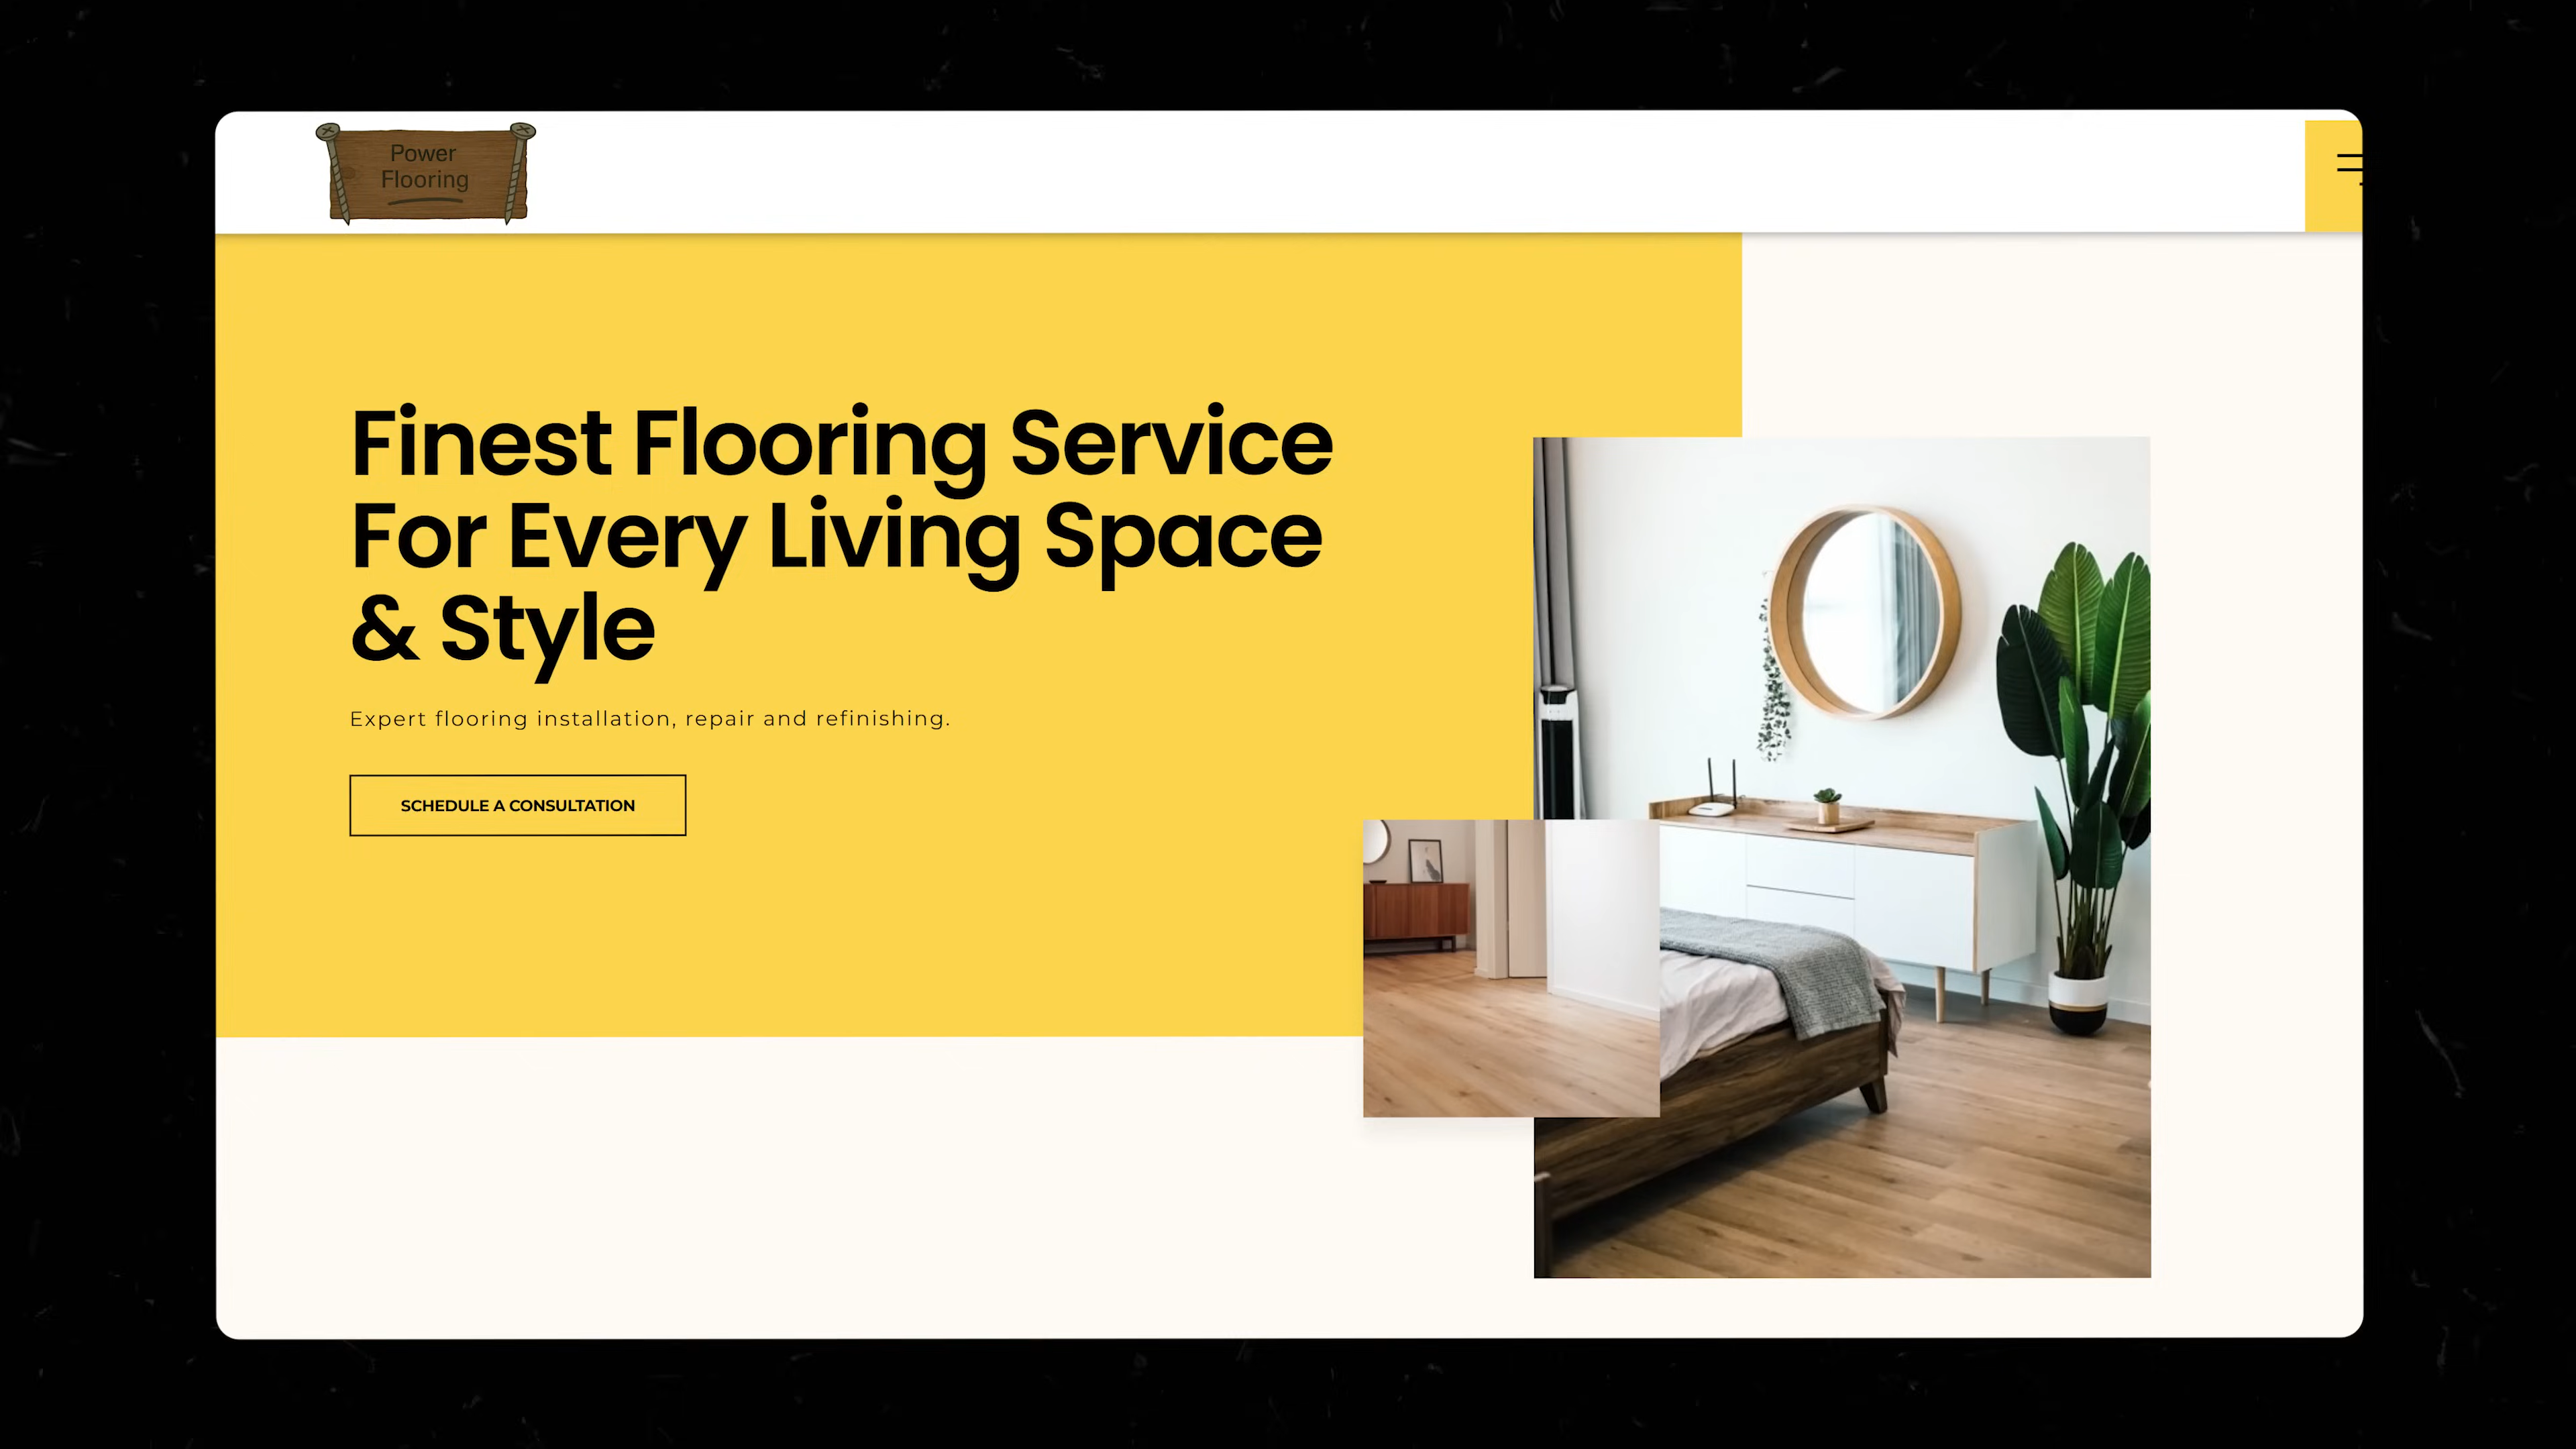 Power
Flooring
Finest Flooring Service
For Every Living Space
& Style
Expert flooring installation, repair and refinishing.
SCHEDULE A CONSULTATION